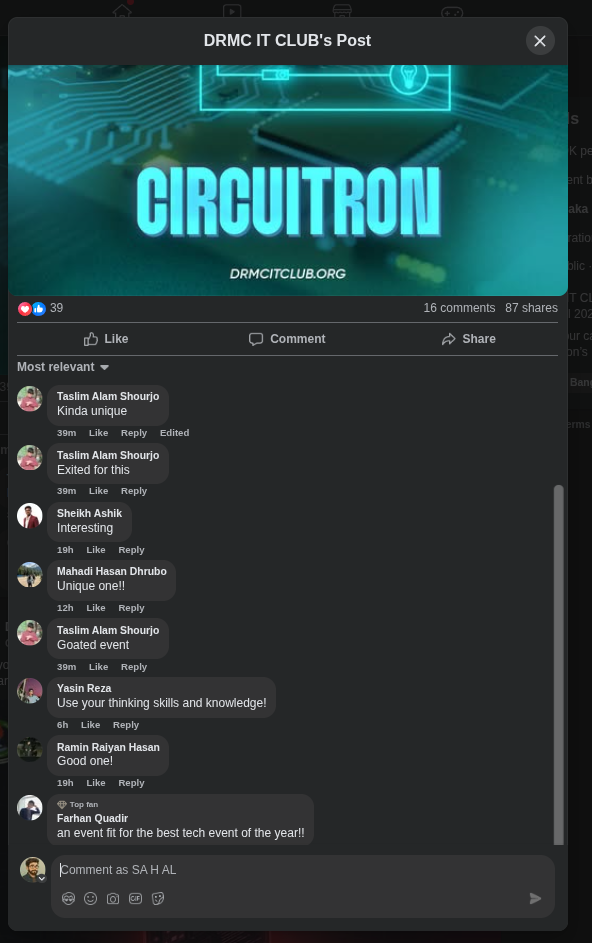 DRMC IT CLUB's Post
CIRCUITRON
DRMCITCLUB.ORG
39
16 comments 87 shares
Like Comment Share
Most relevant
Taslim Alam Shourjo
Kinda unique
39m Like Reply Edited
Taslim Alam Shourjo
Exited for this
39m Like Reply
Sheikh Ashik
Interesting
19h Like Reply
Mahadi Hasan Dhrubo
Unique one!!
12h Like Reply
Taslim Alam Shourjo
Goated event
39m Like Reply
Yasin Reza
Use your thinking skills and knowledge!
6h Like Reply
Ramin Raiyan Hasan
Good one!
19h Like Reply
Top fan
Farhan Quadir
an event fit for the best tech event of the year!!
Comment as SA H AL
GIF